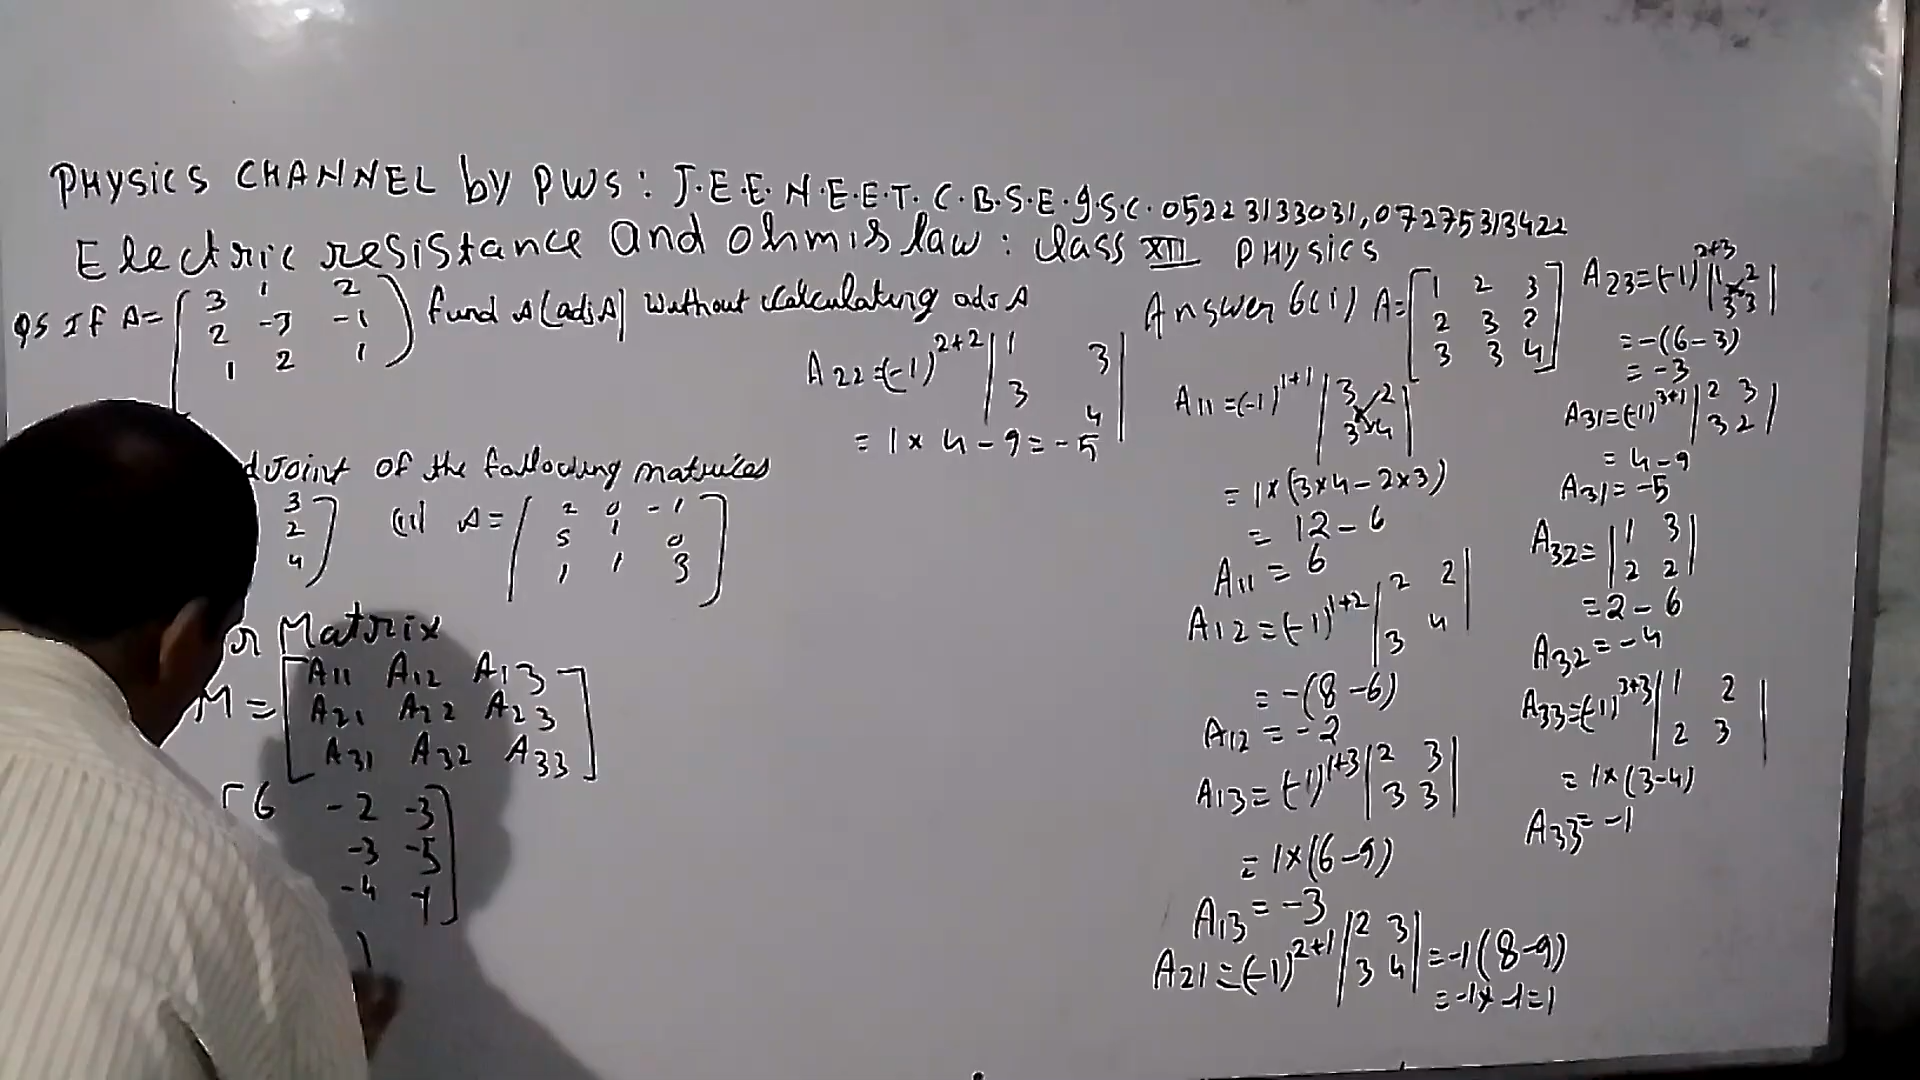 PHYSICS CHANNEL by PWS: J.E.E. N.E.E.T. C.B.S.E. I.S.C. 05223133031, 07275313422
Electric resistance and ohm's law : class XII PHYSICS
Q5 If A=
3 1 2
2 -3 -1
1 2 1
find A(adj A) without calculating adj A
djoint of the following matrices
3
2
4
(ii) A=
2 0 -1
5 1 0
1 1 3
r Matrix
M =
A11 A12 A13
A21 A22 A23
A31 A32 A33
6 -2 -3
-3 -5
-4 -1
A22=(-1)^2+2 |1 3|
|3 4|
= 1 × 4 - 9 = -5
Answer 6(i) A=
1 2 3
2 3 2
3 3 4
A11 = (-1)^1+1 |3 2|
|3 4|
= 1×(3×4-2×3)
= 12-6
A11 = 6
A12 = (-1)^1+2 |2 2|
|3 4|
= -(8-6)
A12 = -2
A13 = (-1)^1+3 |2 3|
|3 3|
= 1×(6-9)
A13 = -3
A21 = (-1)^2+1 |2 3| = -1(8-9)
|3 4|
= -1× -1=1
A23=(-1)^2+3 |1 2|
|3 3|
= -(6-3)
= -3
A31=(-1)^3+1 |2 3|
|3 2|
= 4-9
A31= -5
A32= |1 3|
|2 2|
= 2-6
A32= -4
A33=(-1)^3+3 |1 2|
|2 3|
= 1×(3-4)
A33= -1